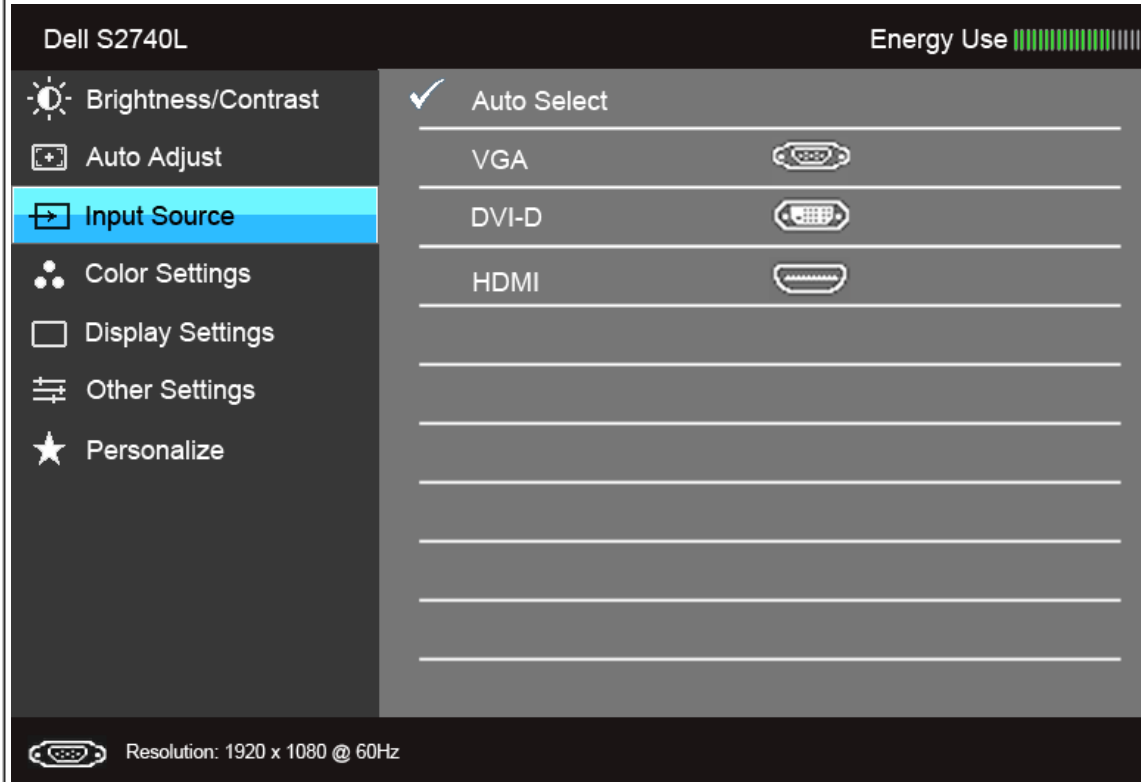 Dell S2740L Energy Use
Brightness/Contrast
Auto Adjust
Input Source
Color Settings
Display Settings
Other Settings
Personalize
Auto Select
VGA
DVI-D
HDMI
Resolution: 1920 x 1080 @ 60Hz